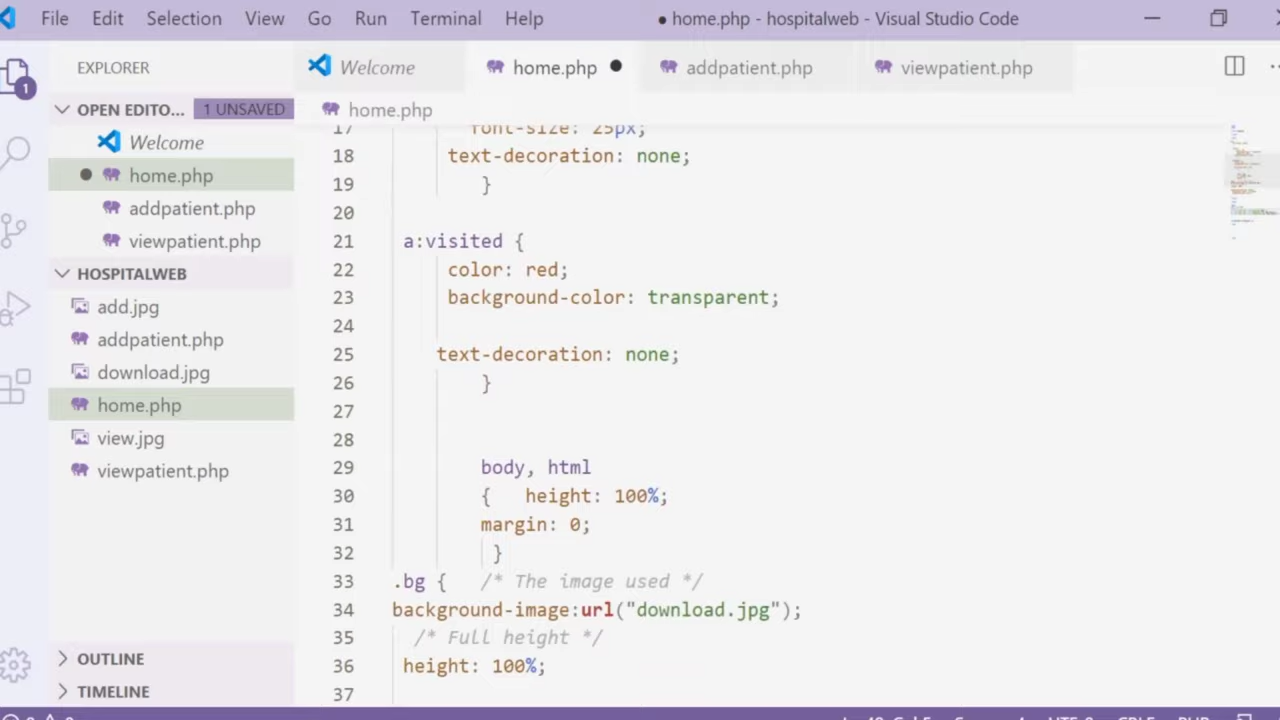 File Edit Selection View Go Run Terminal Help ● home.php - hospitalweb - Visual Studio Code
EXPLORER
Welcome home.php addpatient.php viewpatient.php
1
OPEN EDITO... 1 UNSAVED
home.php
Welcome
home.php
addpatient.php
viewpatient.php
HOSPITALWEB
add.jpg
addpatient.php
download.jpg
home.php
view.jpg
viewpatient.php
OUTLINE
TIMELINE
17 font-size: 25px;
18 text-decoration: none;
19 }
20
21 a:visited {
22 color: red;
23 background-color: transparent;
24
25 text-decoration: none;
26 }
27
28
29 body, html
30 { height: 100%;
31 margin: 0;
32 }
33 .bg { /* The image used */
34 background-image:url("download.jpg");
35 /* Full height */
36 height: 100%;
37